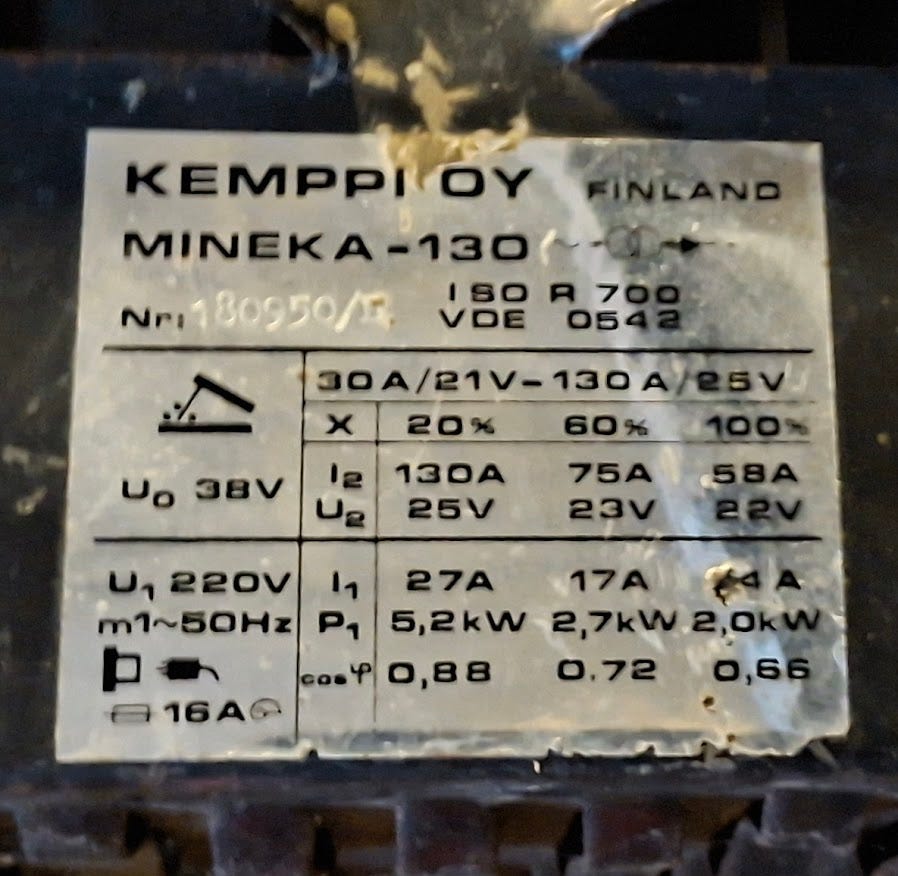 KEMPPI OY FINLAND
MINEKA-130
ISO R 700
Nr: 180950/E VDE 0542
30A/21V-130A/25V
X 20% 60% 100%
U₀ 38V
I₂ 130A 75A 58A
U₂ 25V 23V 22V
U₁ 220V I₁ 27A 17A
m1~50Hz P₁ 5,2kW 2,7kW 2,0kW
cosφ 0,88 0.72 0,66
16A